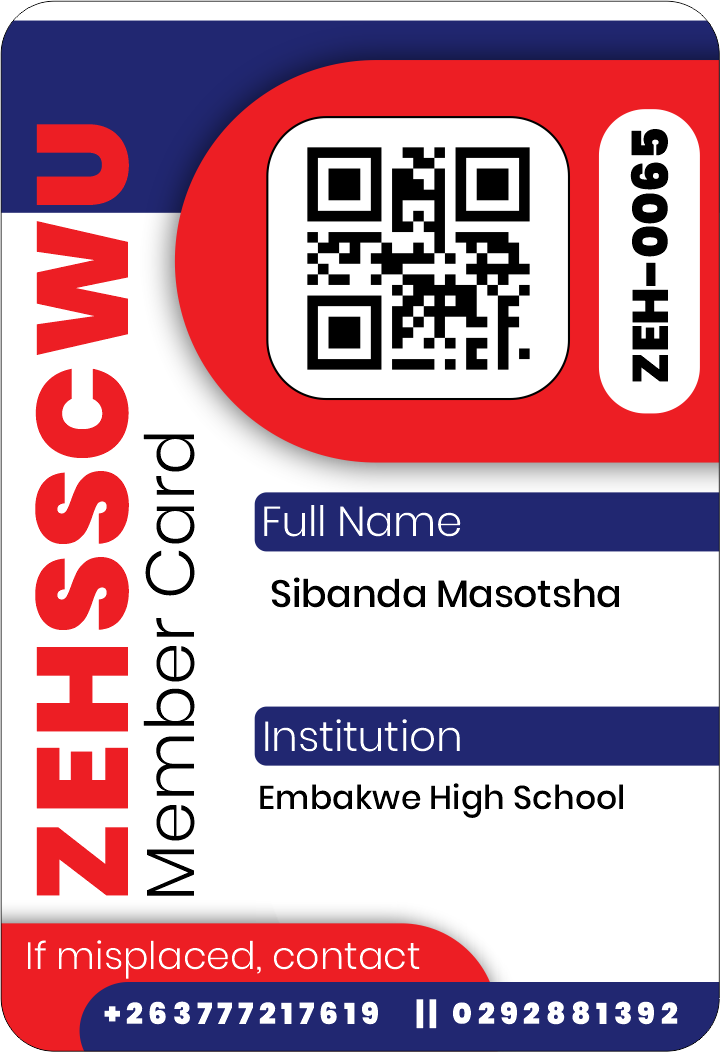 ZEHSSCWU
Member Card
ZEH-0065
Full Name
Sibanda Masotsha
Institution
Embakwe High School
If misplaced, contact
+263777217619 || 0292881392